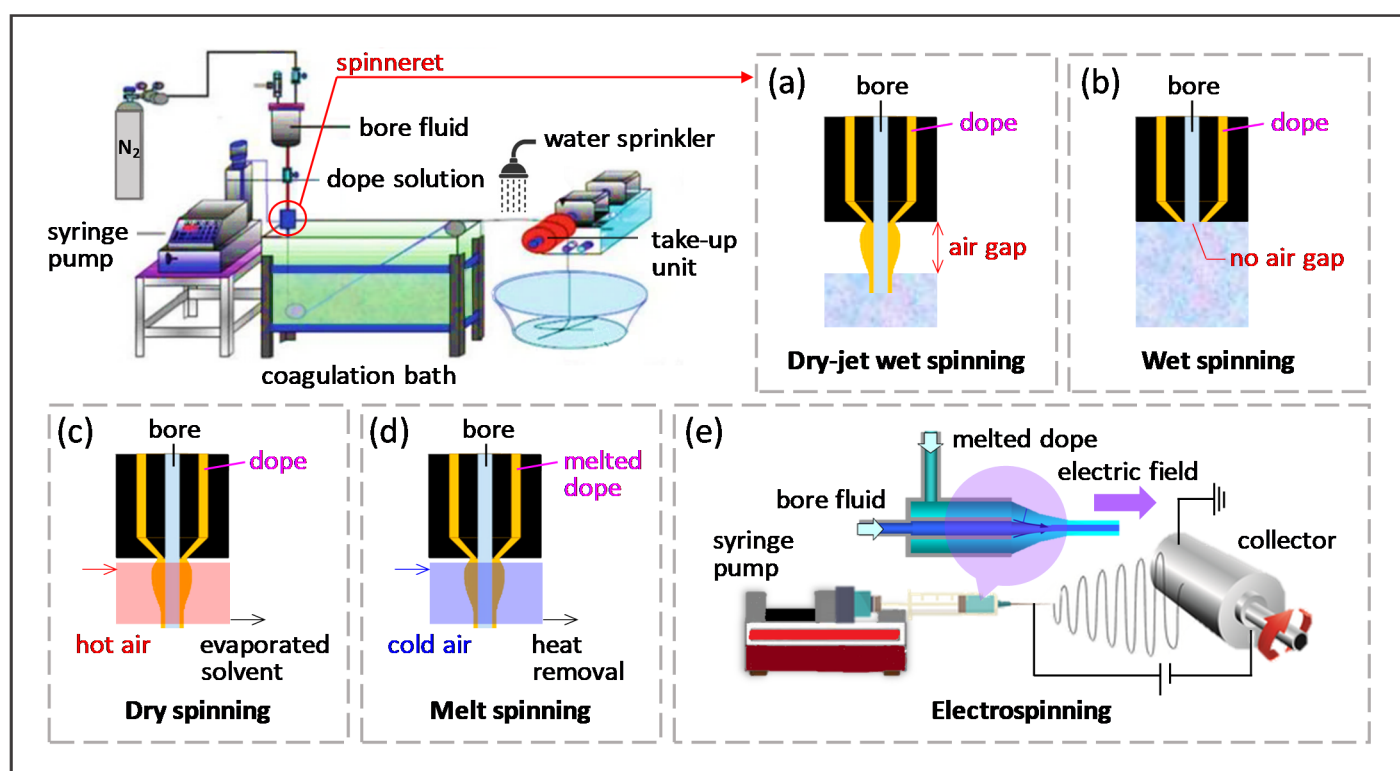 spinneret
N2
bore fluid
dope solution
water sprinkler
syringe
pump
take-up
unit
coagulation bath
(a)
bore
dope
air gap
Dry-jet wet spinning
(b)
bore
dope
no air gap
Wet spinning
(c)
bore
dope
hot air
evaporated
solvent
Dry spinning
(d)
bore
melted
dope
cold air
heat
removal
Melt spinning
(e)
melted dope
electric field
bore fluid
syringe
pump
collector
Electrospinning